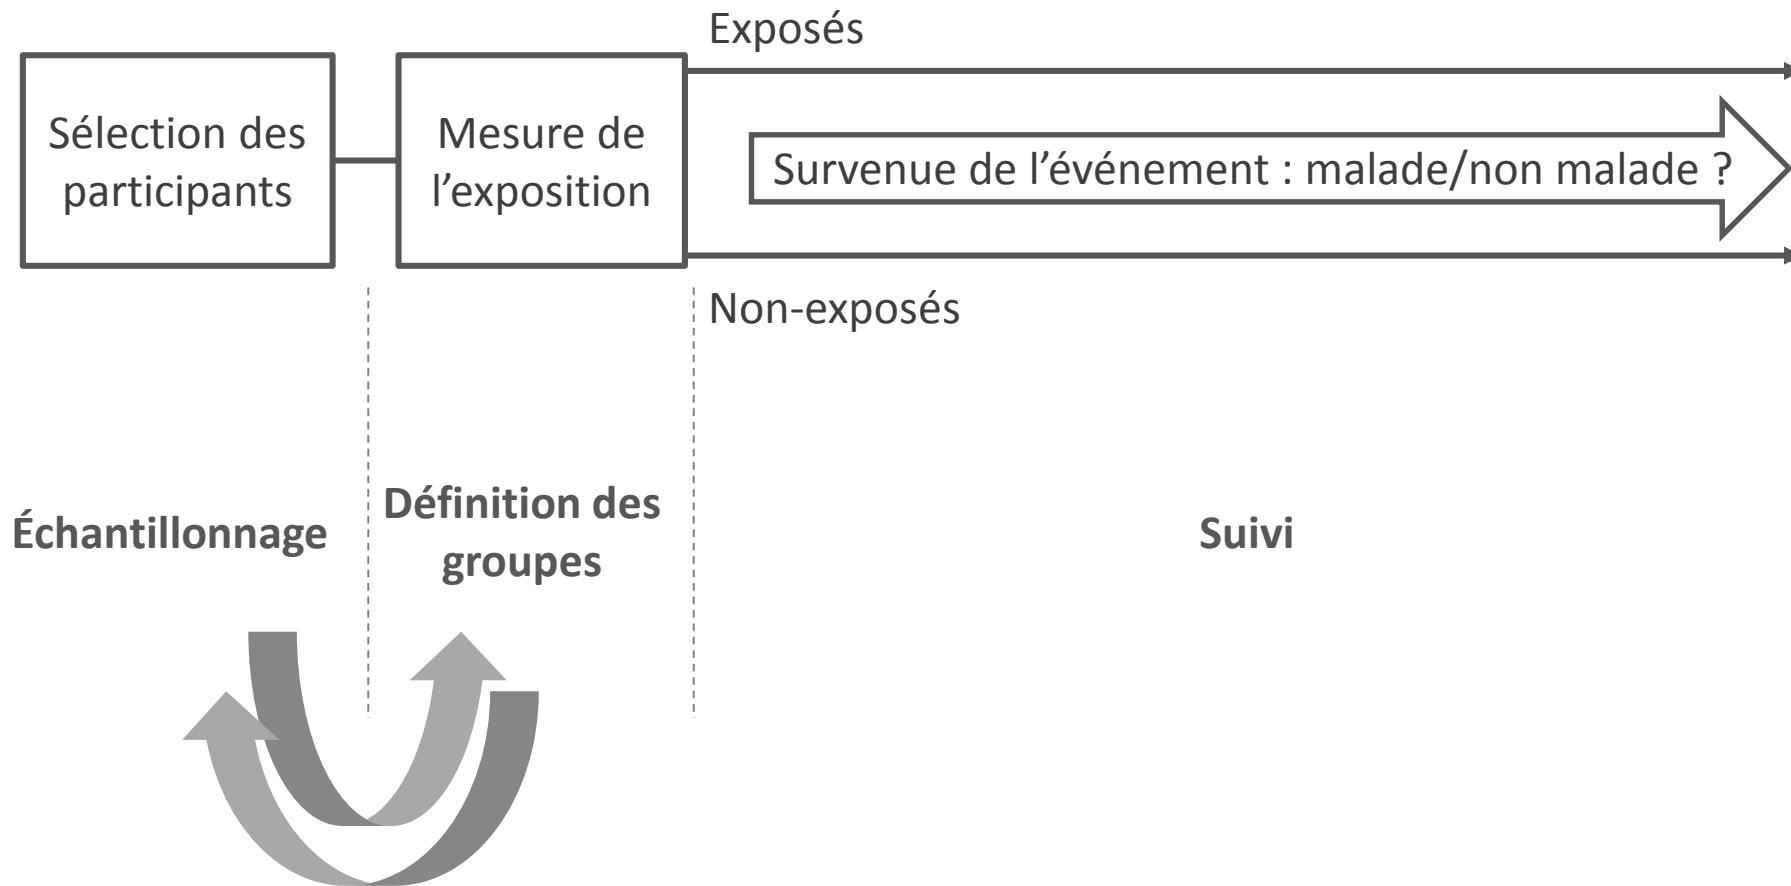 Exposés
Sélection des
participants
Mesure de
l’exposition
Survenue de l’événement : malade/non malade ?
Non-exposés
Échantillonnage
Définition des
groupes
Suivi